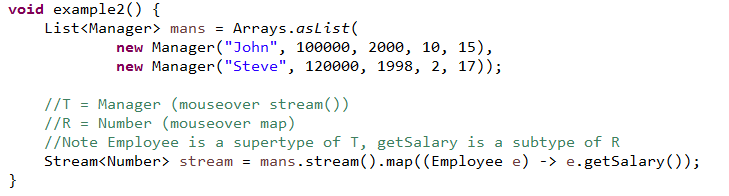 void example2() {
    List<Manager> mans = Arrays.asList(
            new Manager("John", 100000, 2000, 10, 15),
            new Manager("Steve", 120000, 1998, 2, 17));
    //T = Manager (mouseover stream())
    //R = Number (mouseover map)
    //Note Employee is a supertype of T, getSalary is a subtype of R
    Stream<Number> stream = mans.stream().map((Employee e) -> e.getSalary());
}